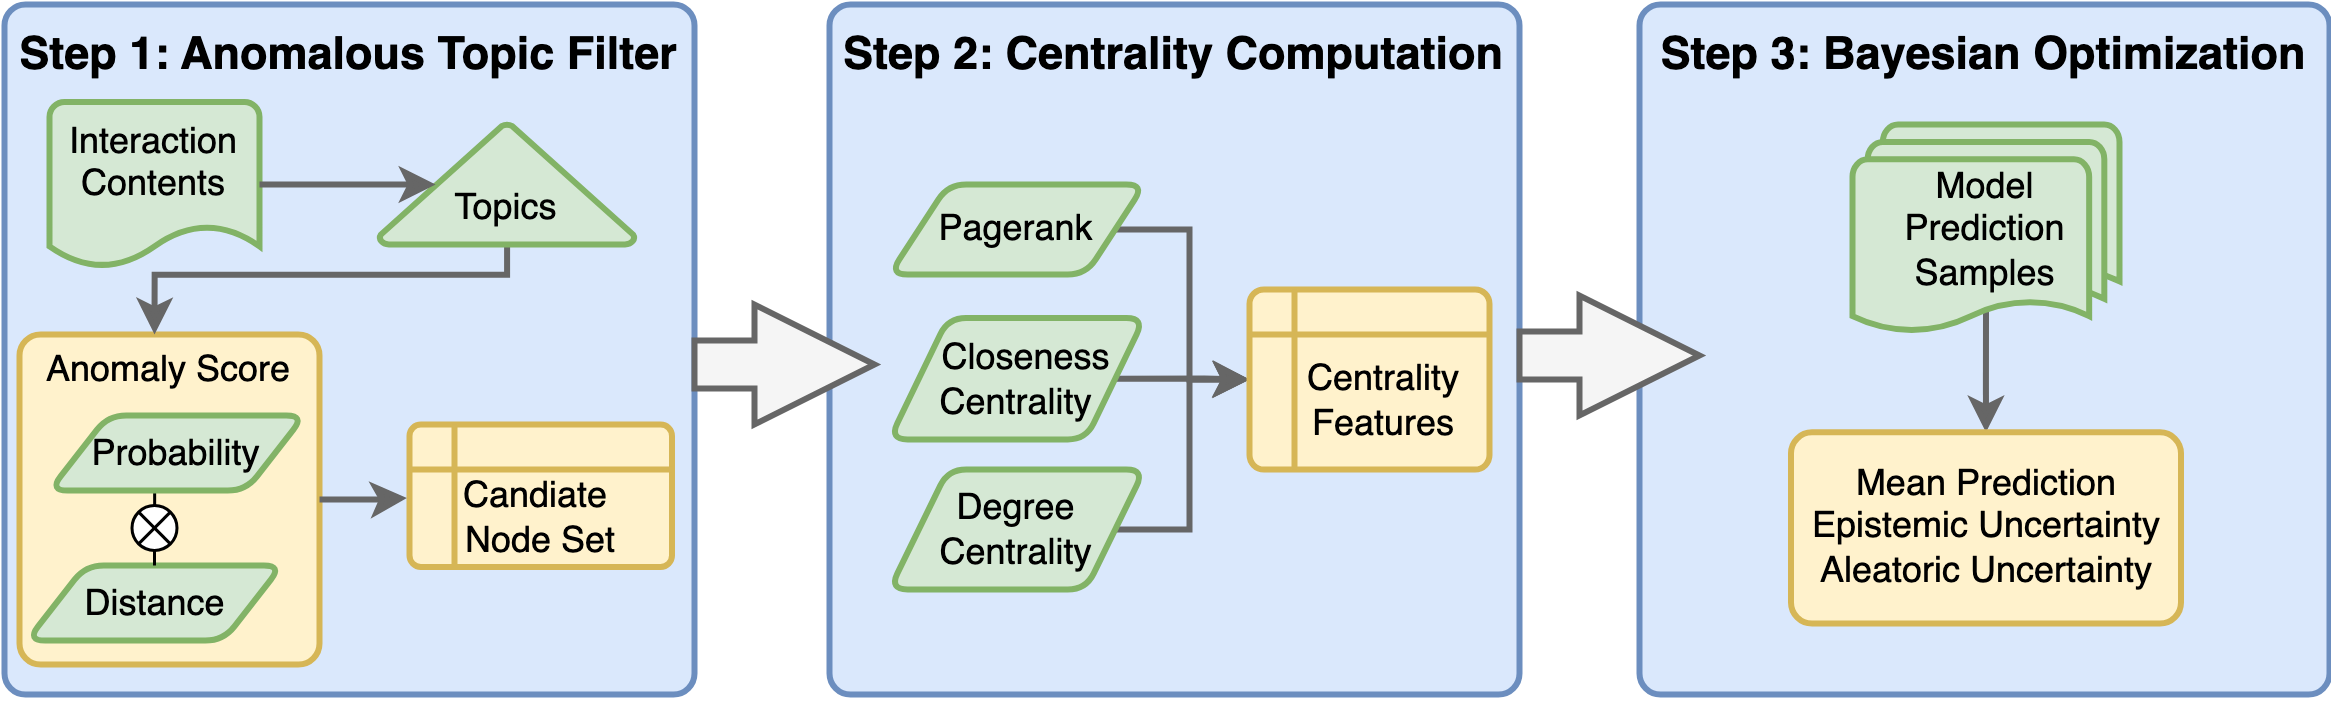 Step 1: Anomalous Topic Filter
Interaction
Contents
Topics
Anomaly Score
Probability
Distance
Candiate
Node Set
Step 2: Centrality Computation
Pagerank
Closeness
Centrality
Degree
Centrality
Centrality
Features
Step 3: Bayesian Optimization
Model
Prediction
Samples
Mean Prediction
Epistemic Uncertainty
Aleatoric Uncertainty